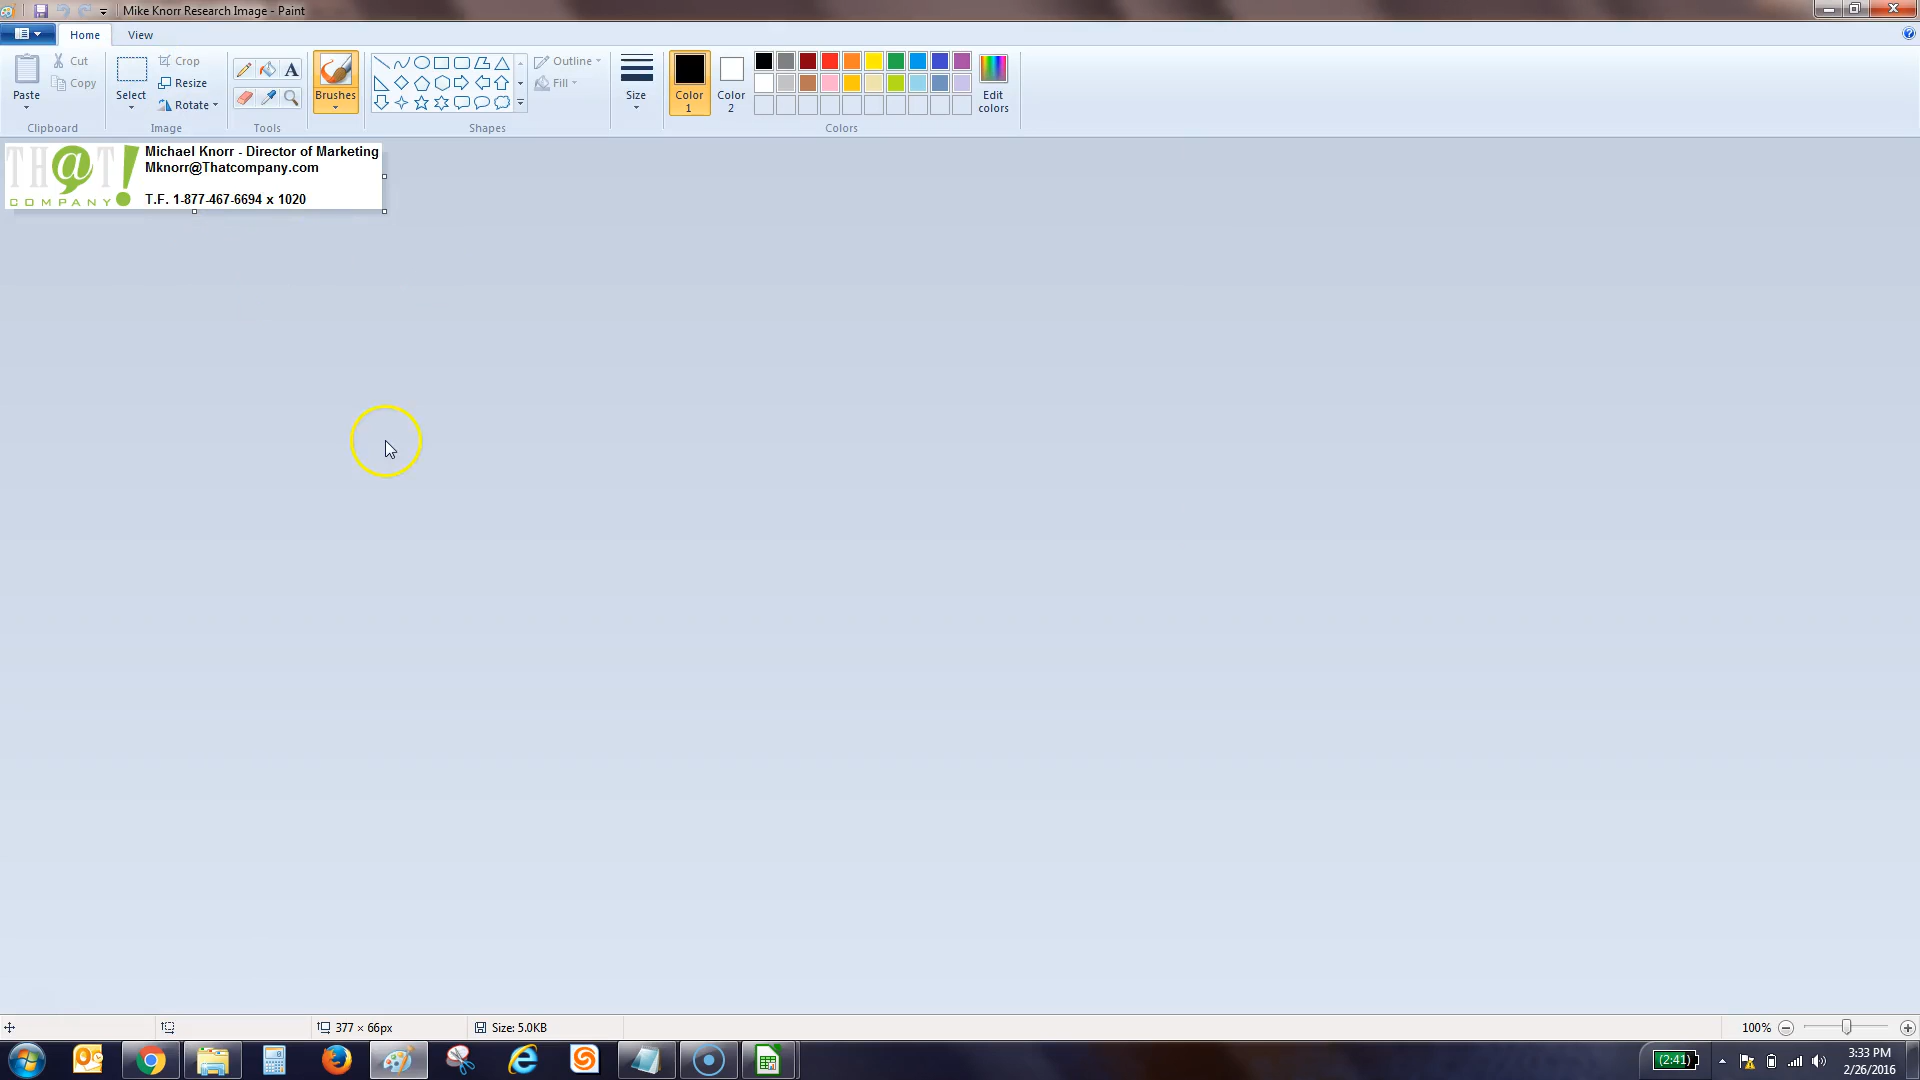 Mike Knorr Research Image - Paint
Home
View
Paste
Cut
Copy
Clipboard
Select
Crop
Resize
Rotate
Image
A
Tools
Brushes
Outline
Fill
Shapes
Size
Color 1
Color 2
Edit colors
Colors
TH@T!
COMPANY
Michael Knorr - Director of Marketing
Mknorr@Thatcompany.com
T.F. 1-877-467-6694 x 1020
377 × 66px
Size: 5.0KB
100%
(2:41)
3:33 PM
2/26/2016